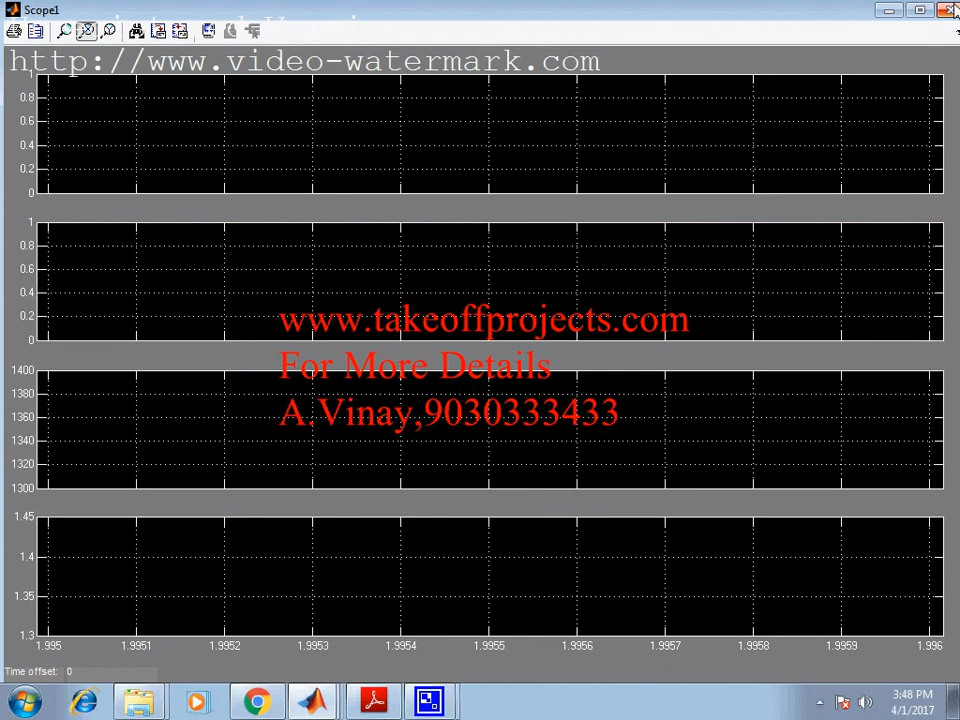 Scope1
http://www.video-watermark.com
1
0.8
0.6
0.4
0.2
0
1
0.8
0.6
0.4
0.2
0
www.takeoffprojects.com
For More Details
A.Vinay,9030333433
1400
1380
1360
1340
1320
1300
1.45
1.4
1.35
1.3
1.995 1.9951 1.9952 1.9953 1.9954 1.9955 1.9956 1.9957 1.9958 1.9959 1.996
Time offset: 0
3:48 PM
4/1/2017